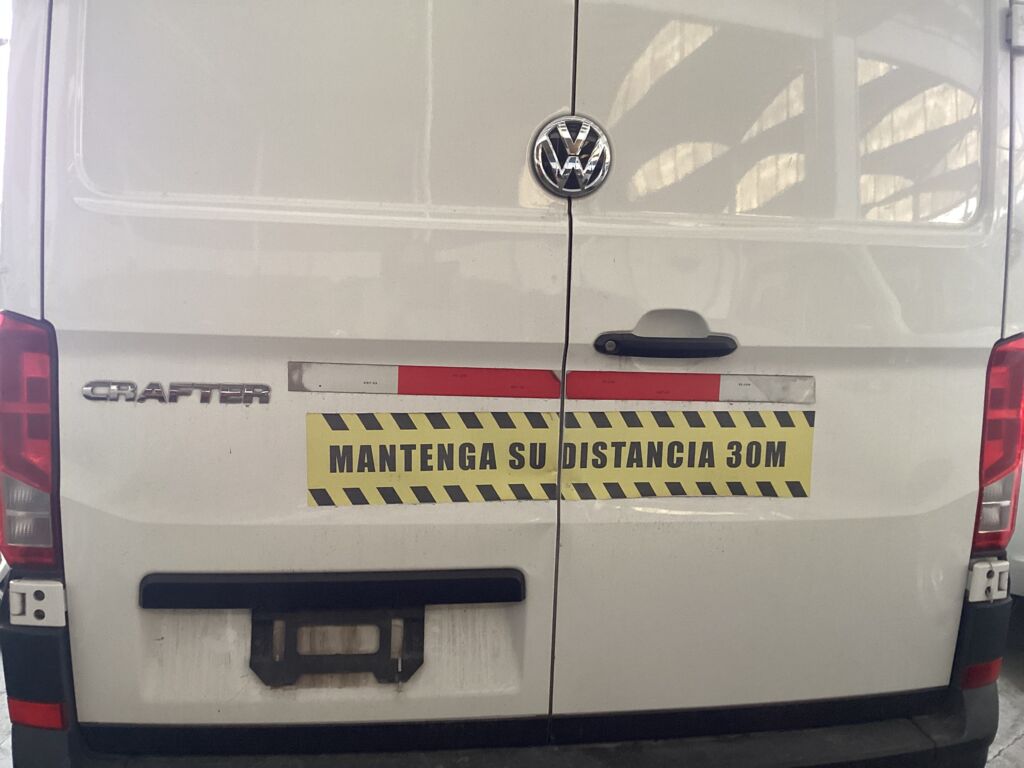 CRAFTER
MANTENGA SU DISTANCIA 30M